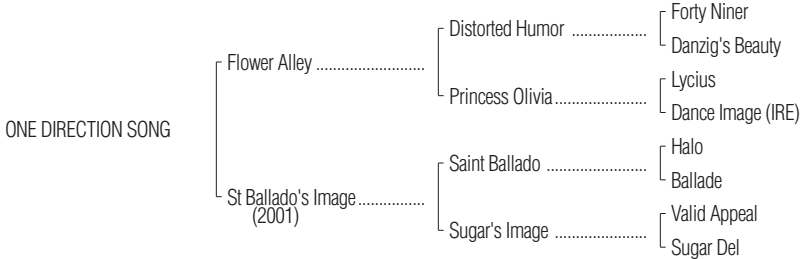 Forty Niner
Distorted Humor ..................
Danzig's Beauty
Flower Alley ..........................
Lycius
Princess Olivia......................
Dance Image (IRE)
ONE DIRECTION SONG
Halo
Saint Ballado ........................
Ballade
St Ballado's Image................
(2001)
Valid Appeal
Sugar's Image ......................
Sugar Del